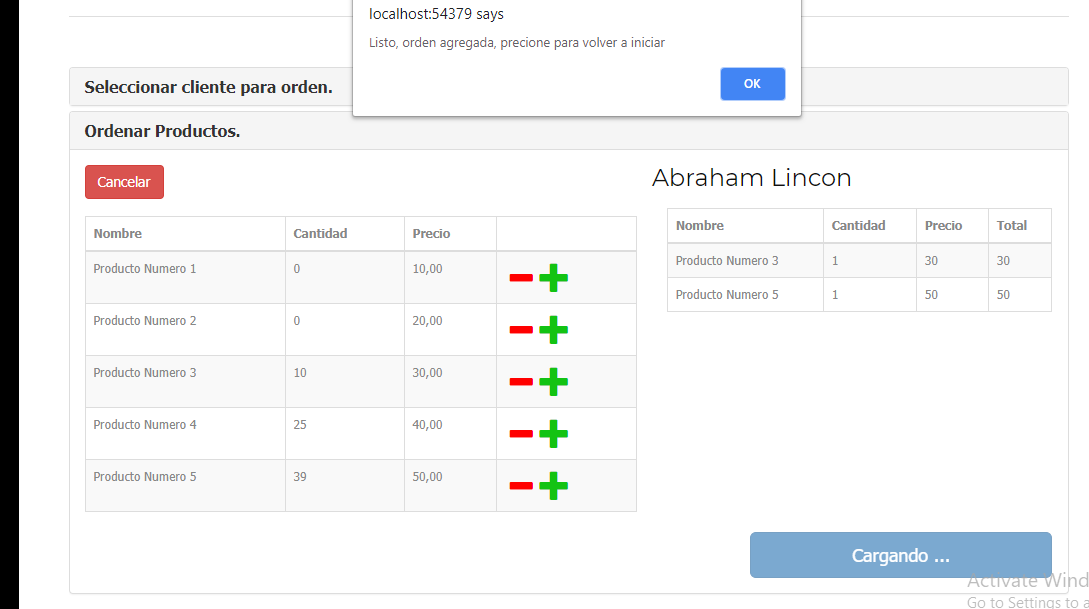 localhost:54379 says
Listo, orden agregada, precione para volver a iniciar
OK
Seleccionar cliente para orden.
Ordenar Productos.
Cancelar
Nombre Cantidad Precio
Producto Numero 1 0 10,00
Producto Numero 2 0 20,00
Producto Numero 3 10 30,00
Producto Numero 4 25 40,00
Producto Numero 5 39 50,00
Abraham Lincon
Nombre Cantidad Precio Total
Producto Numero 3 1 30 30
Producto Numero 5 1 50 50
Cargando ...
Activate Wind
Go to Settings to a